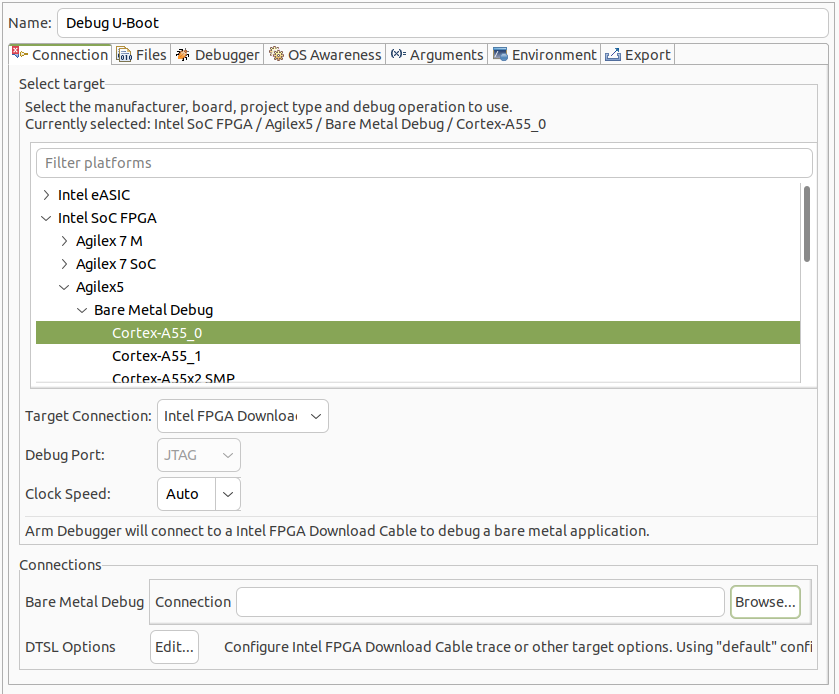 Name: Debug U-Boot
Connection Files Debugger OS Awareness Arguments Environment Export
Select target
Select the manufacturer, board, project type and debug operation to use.
Currently selected: Intel SoC FPGA / Agilex5 / Bare Metal Debug / Cortex-A55_0
Filter platforms
Intel eASIC
Intel SoC FPGA
Agilex 7 M
Agilex 7 SoC
Agilex5
Bare Metal Debug
Cortex-A55_0
Cortex-A55_1
Cortex-A55x2 SMP
Target Connection: Intel FPGA Downloa
Debug Port: JTAG
Clock Speed: Auto
Arm Debugger will connect to a Intel FPGA Download Cable to debug a bare metal application.
Connections
Bare Metal Debug Connection Browse...
DTSL Options Edit... Configure Intel FPGA Download Cable trace or other target options. Using "default" confi